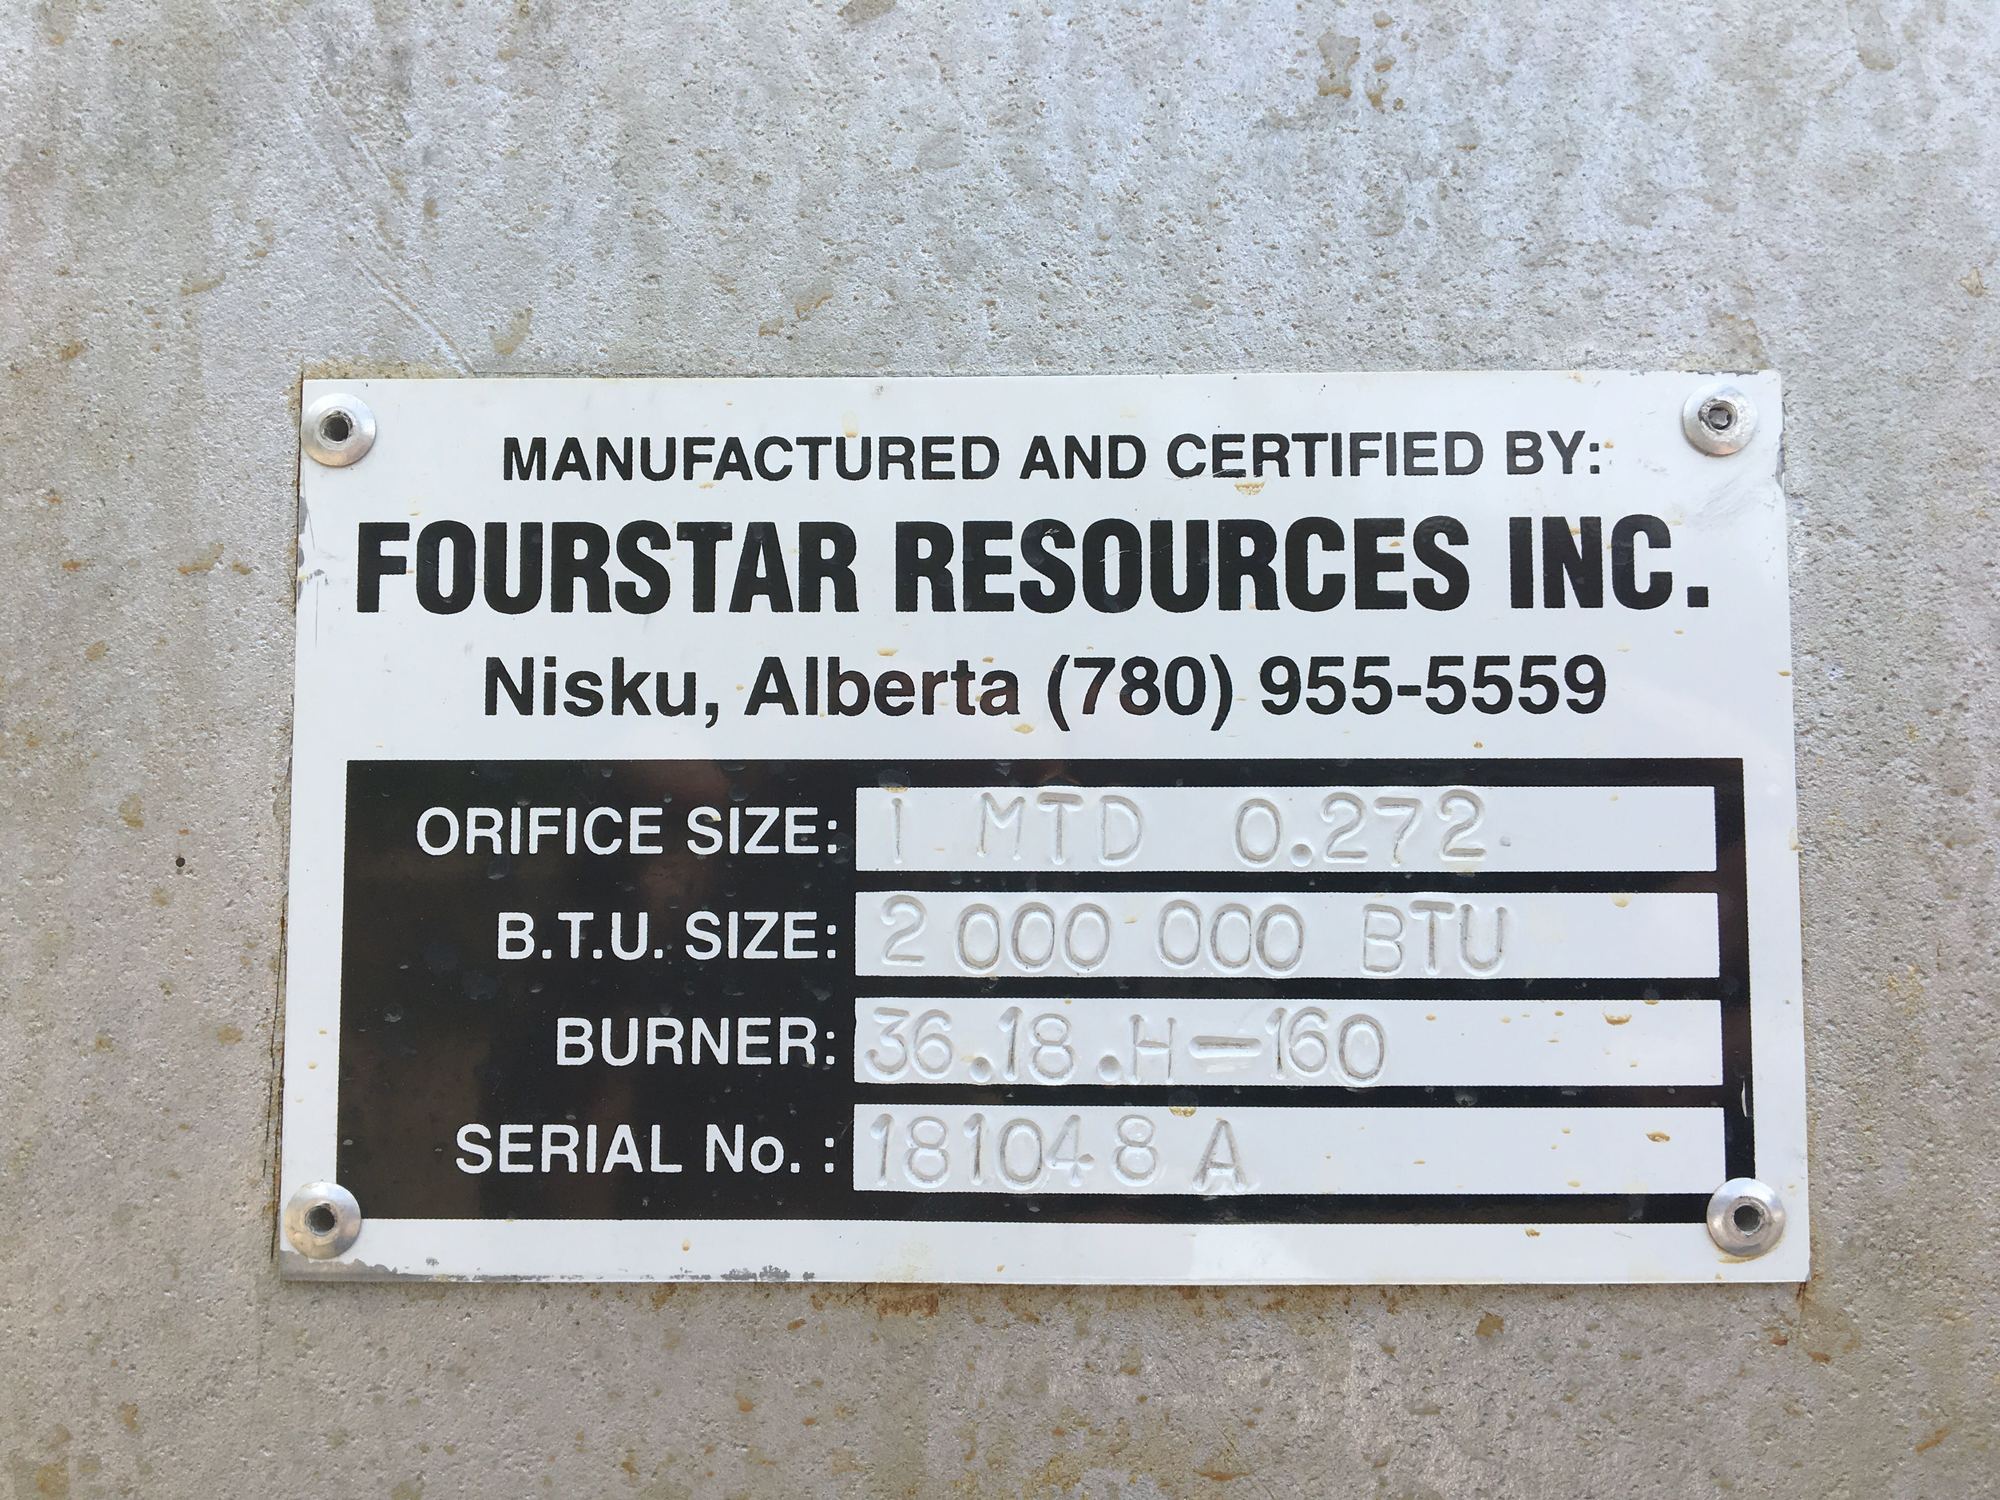 MANUFACTURED AND CERTIFIED BY:
FOURSTAR RESOURCES INC.
Nisku, Alberta (780) 955-5559
ORIFICE SIZE: 1 MTD 0.272
B.T.U. SIZE: 2 000 000 BTU
BURNER: 36.18.H-160
SERIAL No. : 181048 A